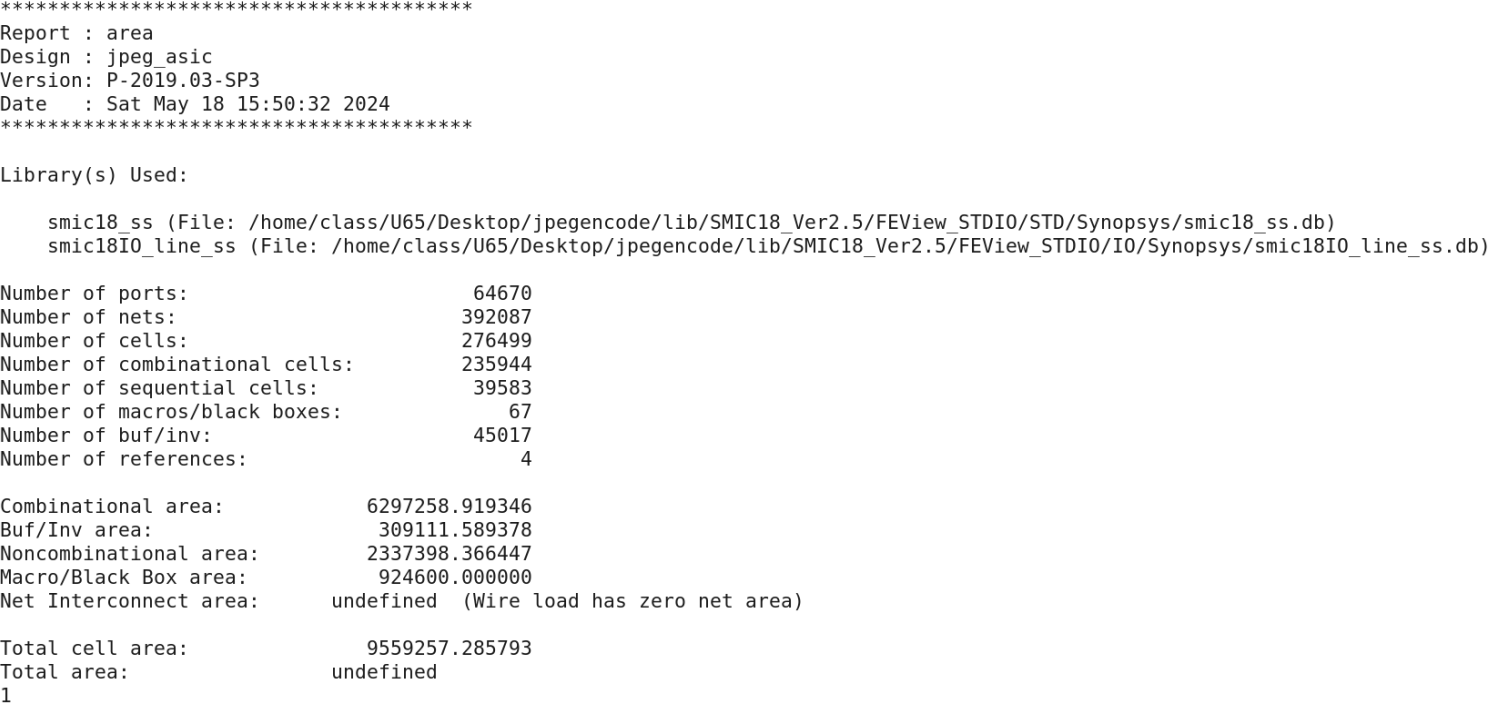 ****************************************
Report : area
Design : jpeg_asic
Version: P-2019.03-SP3
Date   : Sat May 18 15:50:32 2024
****************************************

Library(s) Used:

    smic18_ss (File: /home/class/U65/Desktop/jpegencode/lib/SMIC18_Ver2.5/FEView_STDIO/STD/Synopsys/smic18_ss.db)
    smic18IO_line_ss (File: /home/class/U65/Desktop/jpegencode/lib/SMIC18_Ver2.5/FEView_STDIO/IO/Synopsys/smic18IO_line_ss.db)

Number of ports:                        64670
Number of nets:                        392087
Number of cells:                       276499
Number of combinational cells:         235944
Number of sequential cells:             39583
Number of macros/black boxes:              67
Number of buf/inv:                      45017
Number of references:                       4

Combinational area:            6297258.919346
Buf/Inv area:                   309111.589378
Noncombinational area:         2337398.366447
Macro/Black Box area:           924600.000000
Net Interconnect area:      undefined  (Wire load has zero net area)

Total cell area:               9559257.285793
Total area:                 undefined
1